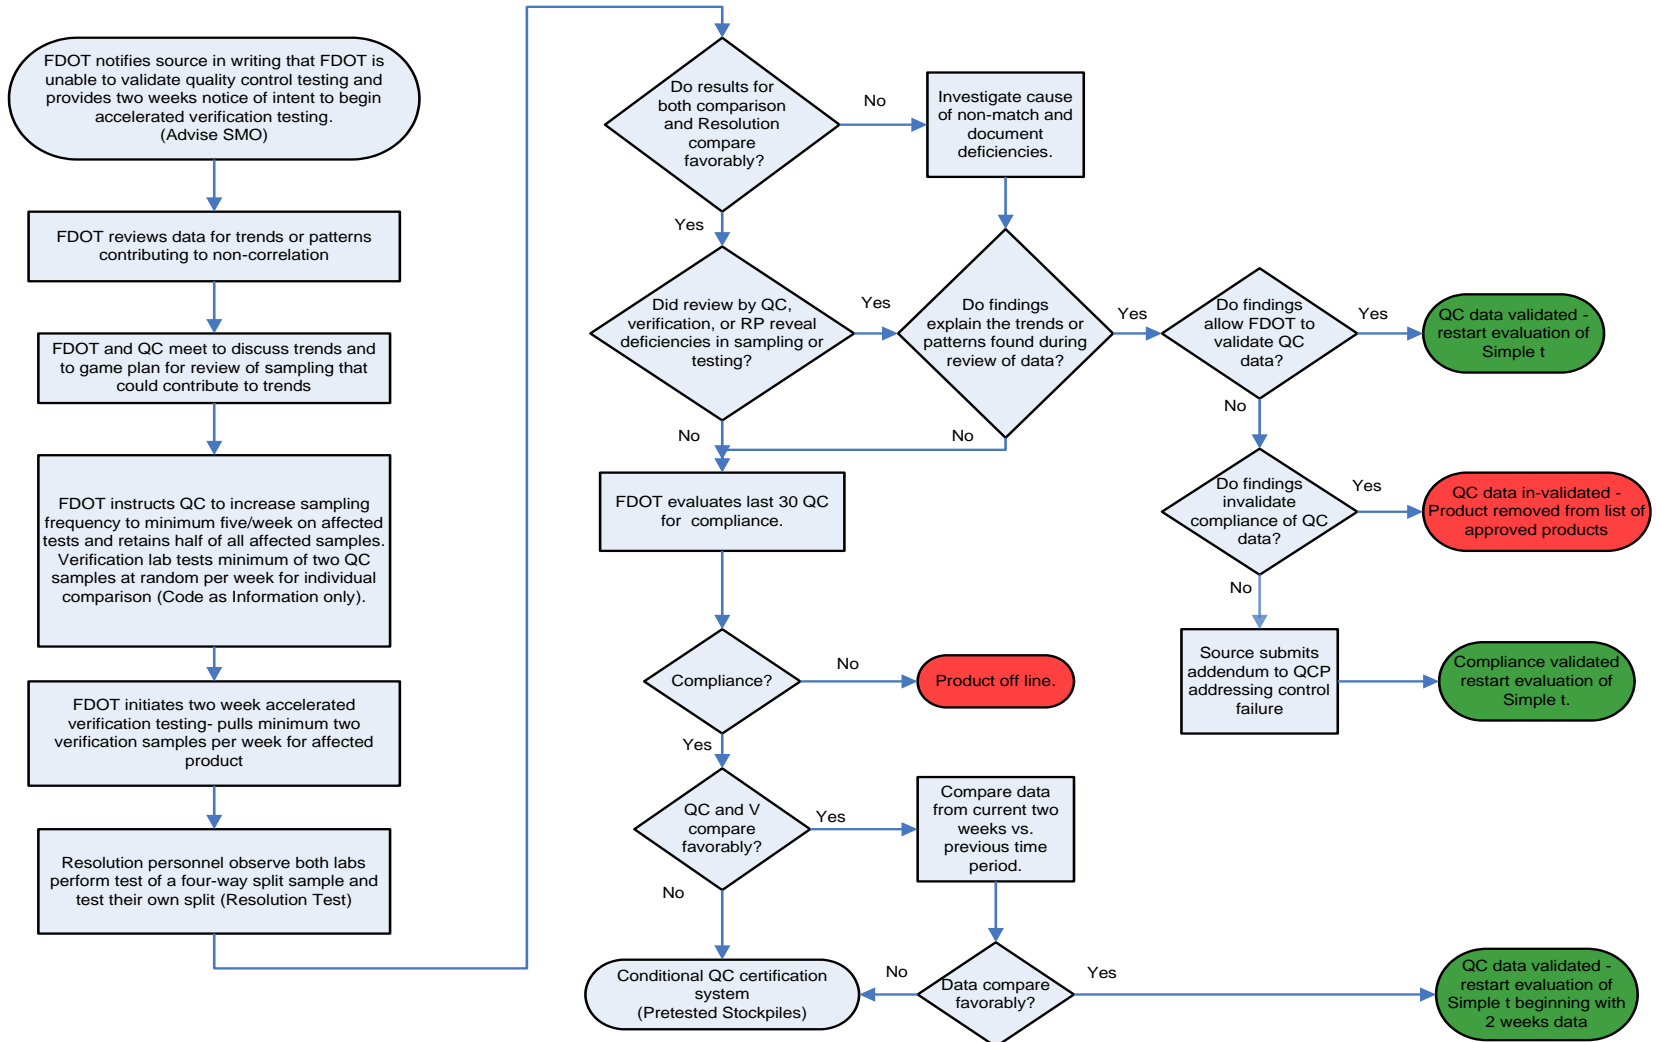 FDOT notifies source in writing that FDOT is
unable to validate quality control testing and
provides two weeks notice of intent to begin
accelerated verification testing.
(Advise SMO)
FDOT reviews data for trends or patterns
contributing to non-correlation
FDOT and QC meet to discuss trends and
to game plan for review of sampling that
could contribute to trends
FDOT instructs QC to increase sampling
frequency to minimum five/week on affected
tests and retains half of all affected samples.
Verification lab tests minimum of two QC
samples at random per week for individual
comparison (Code as Information only).
FDOT initiates two week accelerated
verification testing- pulls minimum two
verification samples per week for affected
product
Resolution personnel observe both labs
perform test of a four-way split sample and
test their own split (Resolution Test)
Do results for
both comparison
and Resolution
compare
favorably?
No
Investigate cause
of non-match and
document
deficiencies.
Yes
Did review by QC,
verification, or RP reveal
deficiencies in sampling or
testing?
Yes
Do findings
explain the trends or
patterns found during
review of data?
Yes
Do findings
allow FDOT to
validate QC
data?
Yes
QC data validated -
restart evaluation of
Simple t
No
No
No
FDOT evaluates last 30 QC
for compliance.
Do findings
invalidate
compliance of QC
data?
Yes
QC data in-validated -
Product removed from list of
approved products
No
Source submits
addendum to QCP
addressing control
failure
Compliance validated
restart evaluation of
Simple t.
Compliance?
No
Product off line.
Yes
QC and V
compare
favorably?
Yes
Compare data
from current two
weeks vs.
previous time
period.
No
Conditional QC certification
system
(Pretested Stockpiles)
No
Data compare
favorably?
Yes
QC data validated -
restart evaluation of
Simple t beginning with
2 weeks data